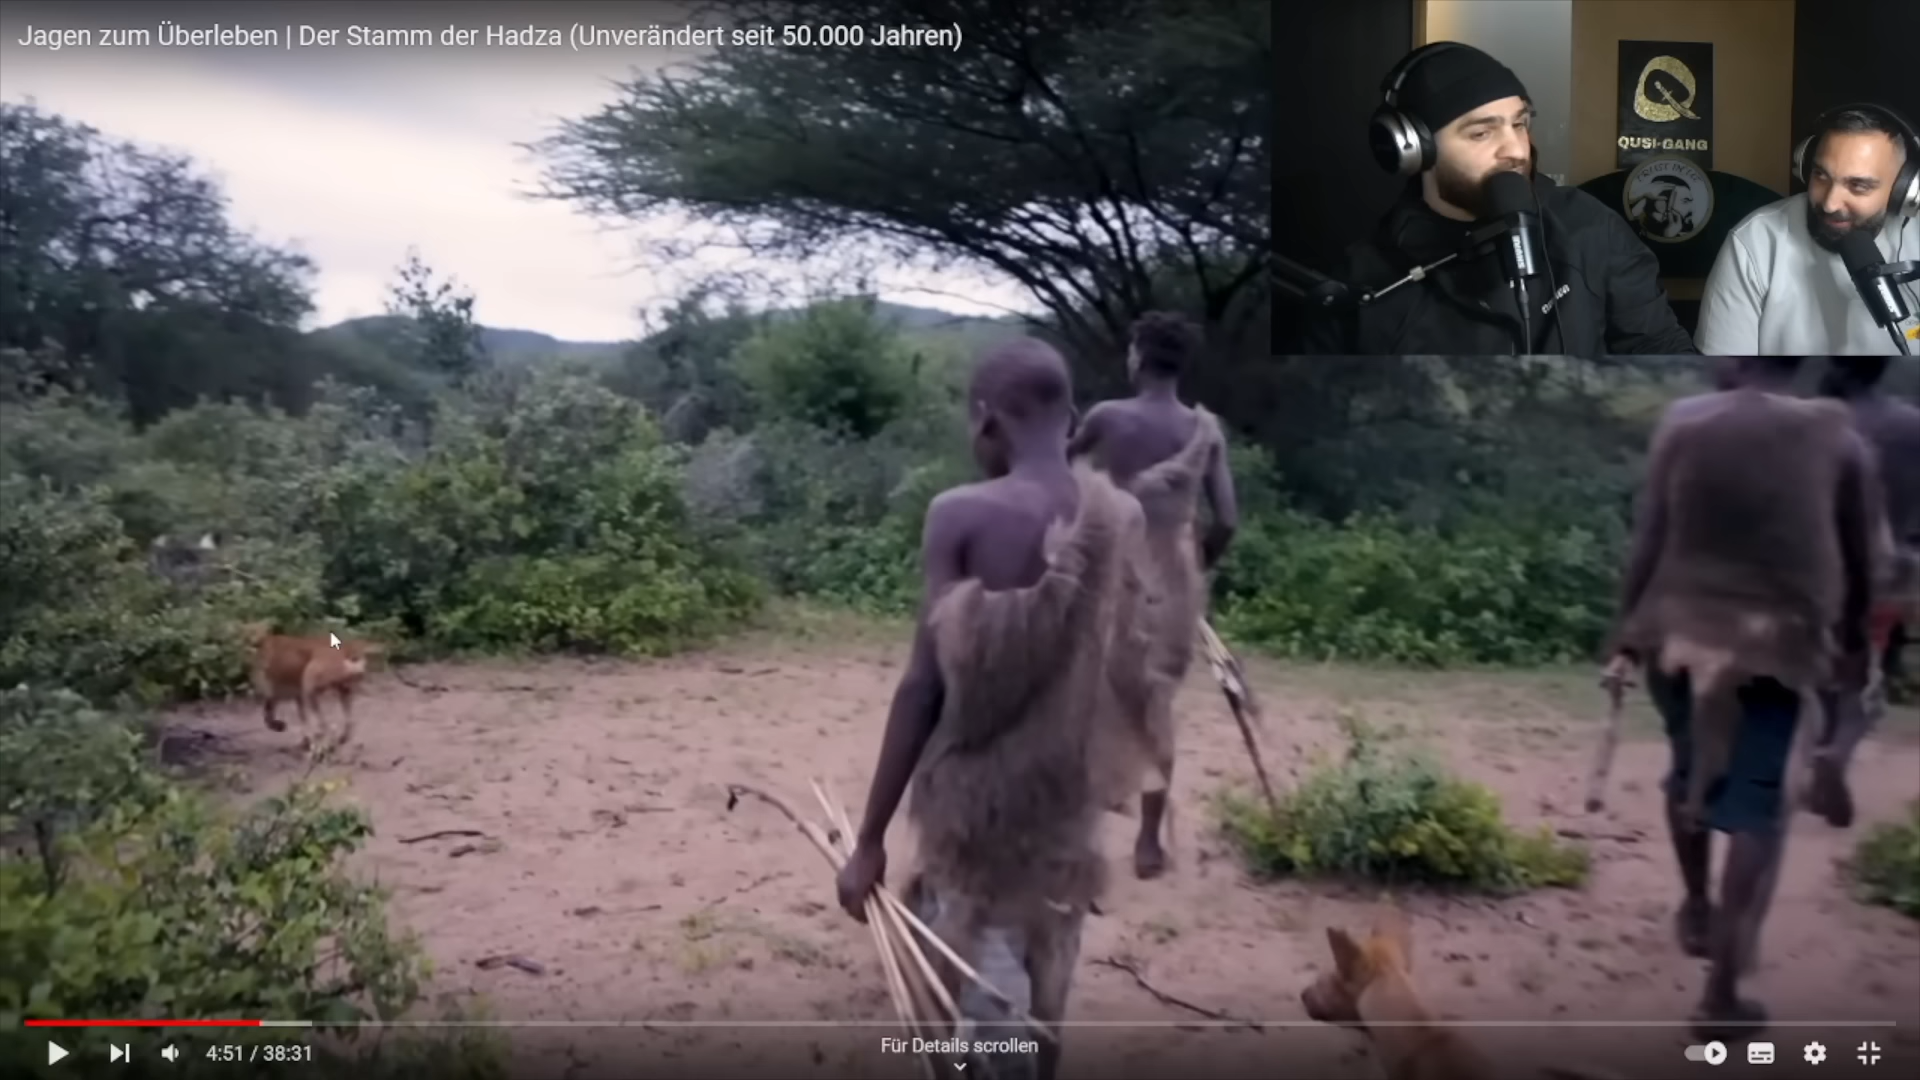 Jagen zum Überleben | Der Stamm der Hadza (Unverändert seit 50.000 Jahren)
QUSI-GANG
4:51 / 38:31
Für Details scrollen